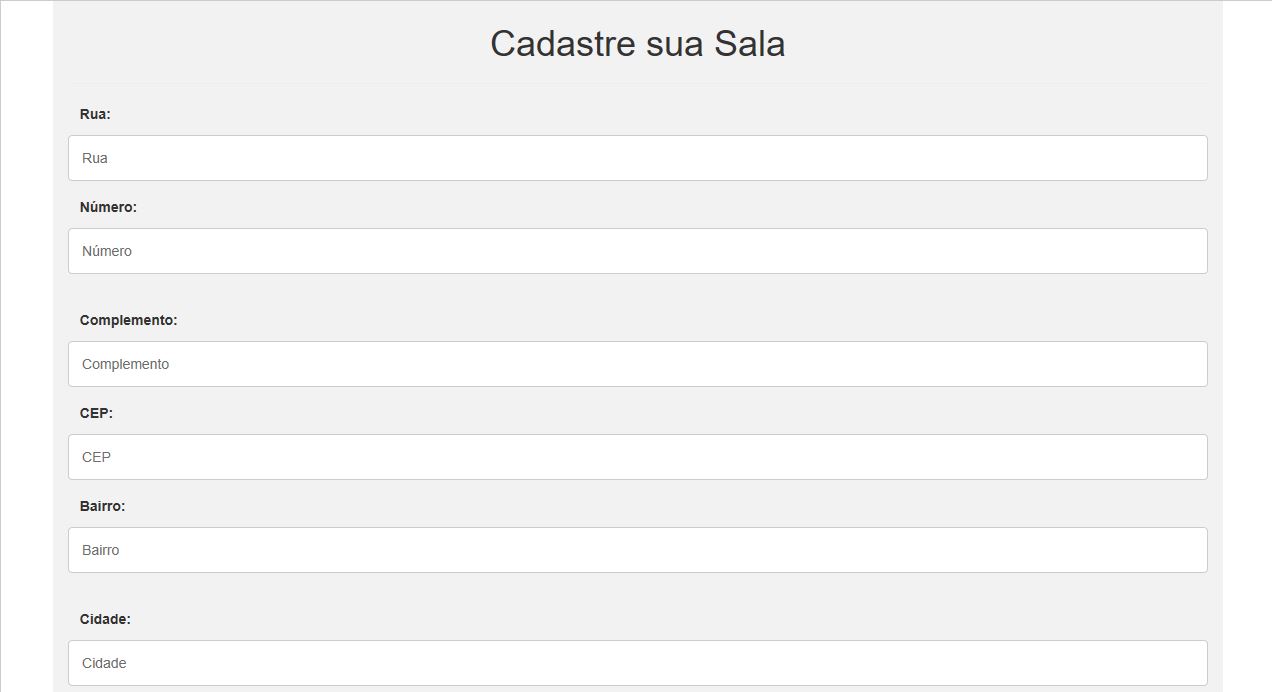 Cadastre sua Sala
Rua:
Rua
Número:
Número
Complemento:
Complemento
CEP:
CEP
Bairro:
Bairro
Cidade:
Cidade